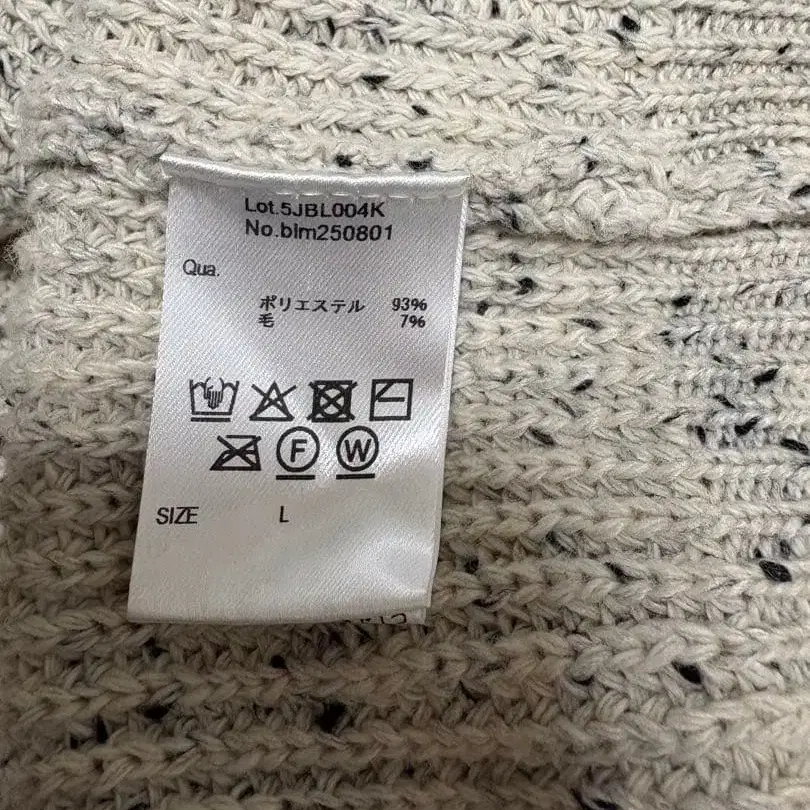 Lot.5JBL004K
No.blm250801
Qua.
ポリエステル 93%
毛 7%
F W
SIZE L